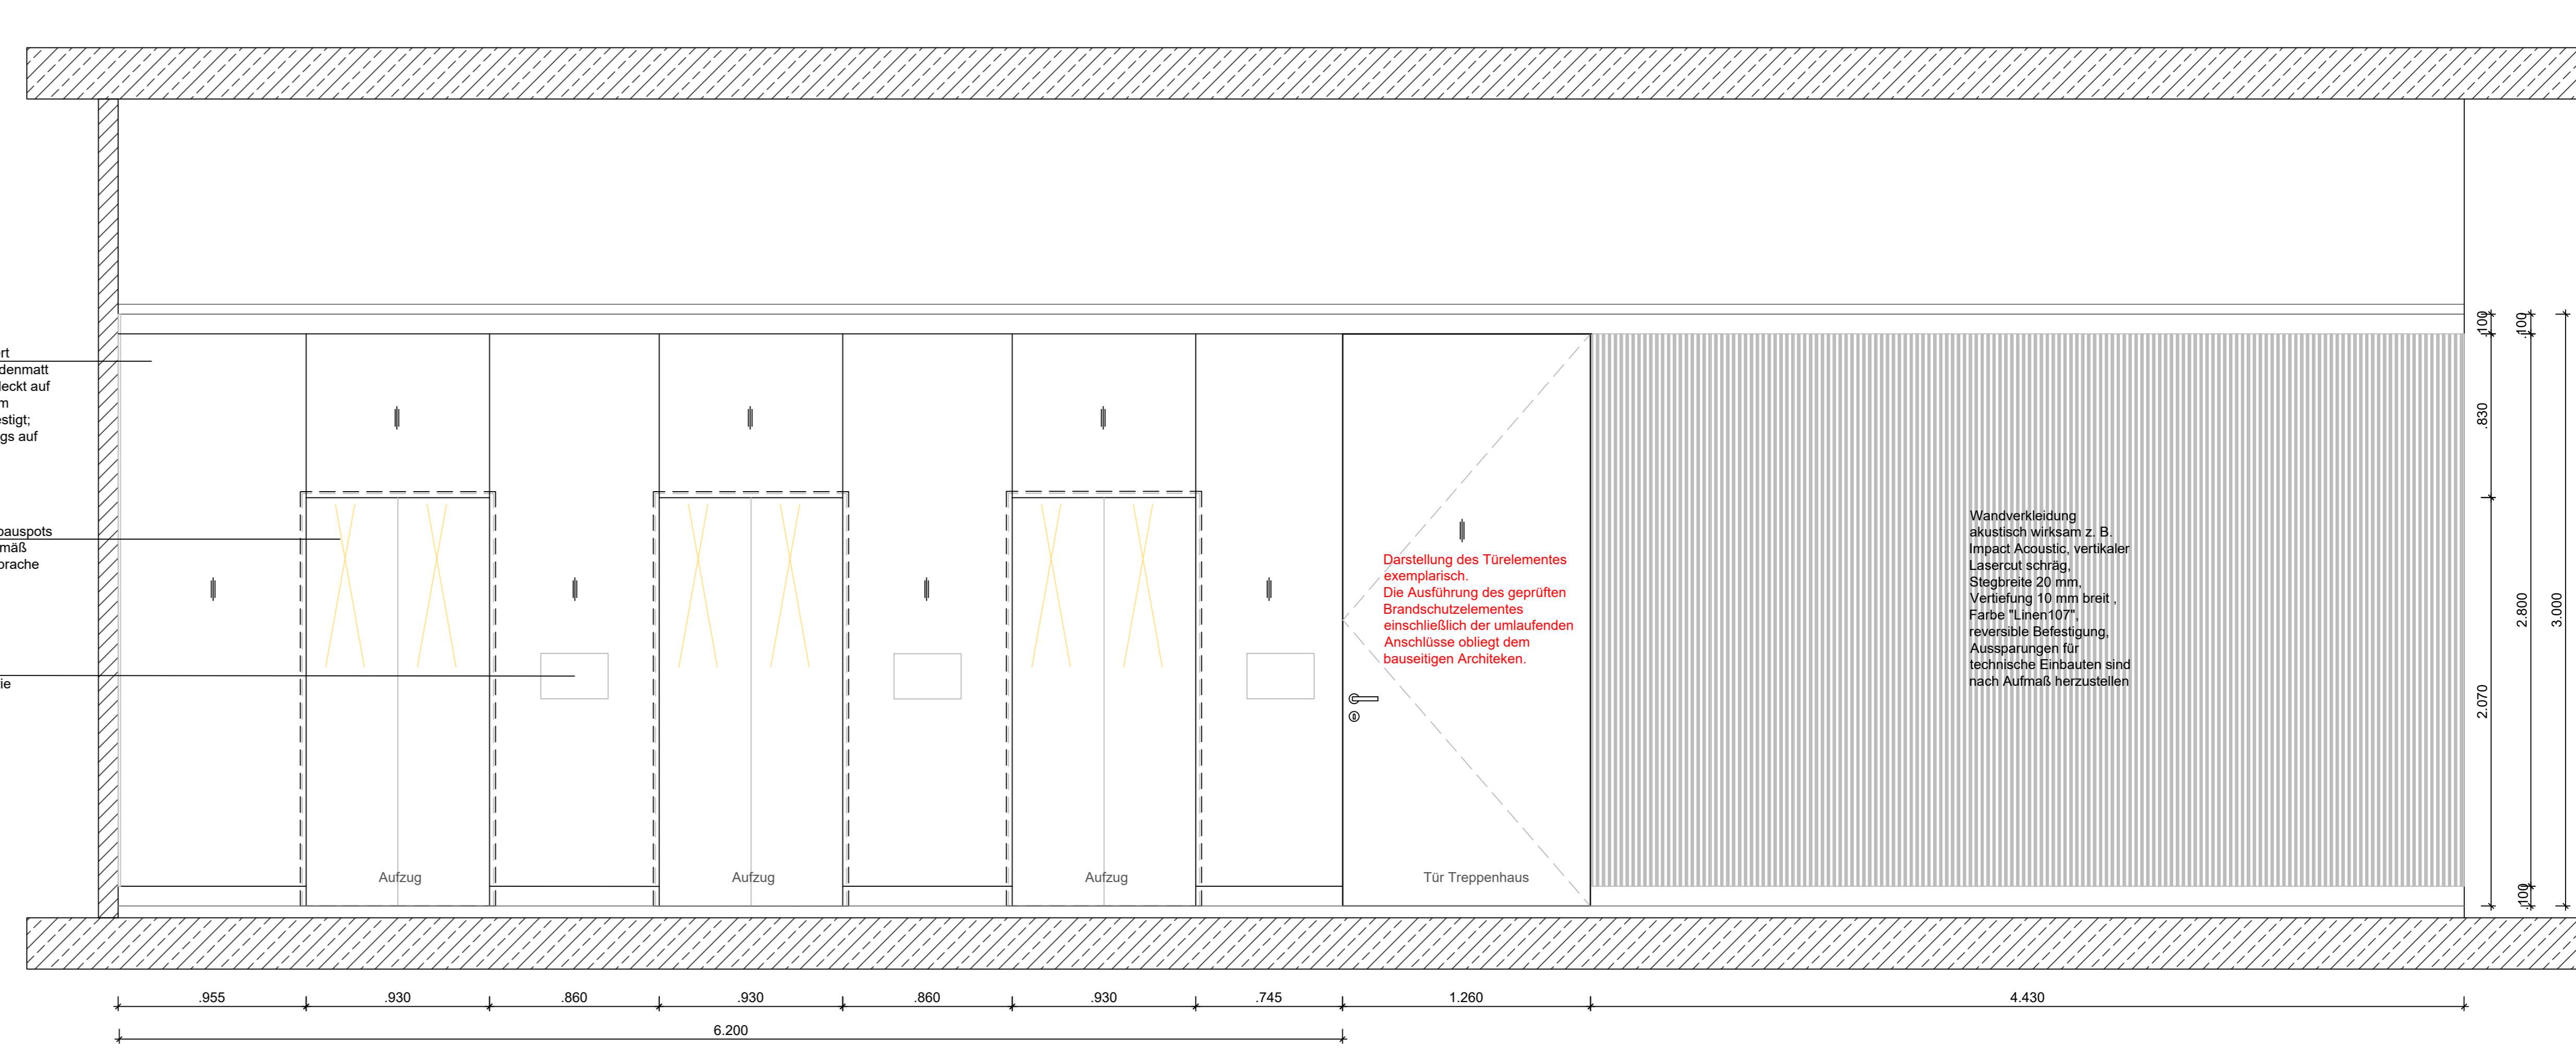 ert
denmatt
leckt auf
m
estigt;
gs auf
bauspots
mäß
prache
ie
Darstellung des Türelementes
exemplarisch.
Die Ausführung des geprüften
Brandschutzelementes
einschließlich der umlaufenden
Anschlüsse obliegt dem
bauseitigen Architeken.
Wandverkleidung
akustisch wirksam z. B.
Impact Acoustic, vertikaler
Lasercut schräg,
Stegbreite 20 mm,
Vertiefung 10 mm breit ,
Farbe "Linen107",
reversible Befestigung,
Aussparungen für
technische Einbauten sind
nach Aufmaß herzustellen
Aufzug
Aufzug
Aufzug
Tür Treppenhaus
.100
.830
2.070
.100
2.800
.100
3.000
.955
.930
.860
.930
.860
.930
.745
1.260
4.430
6.200